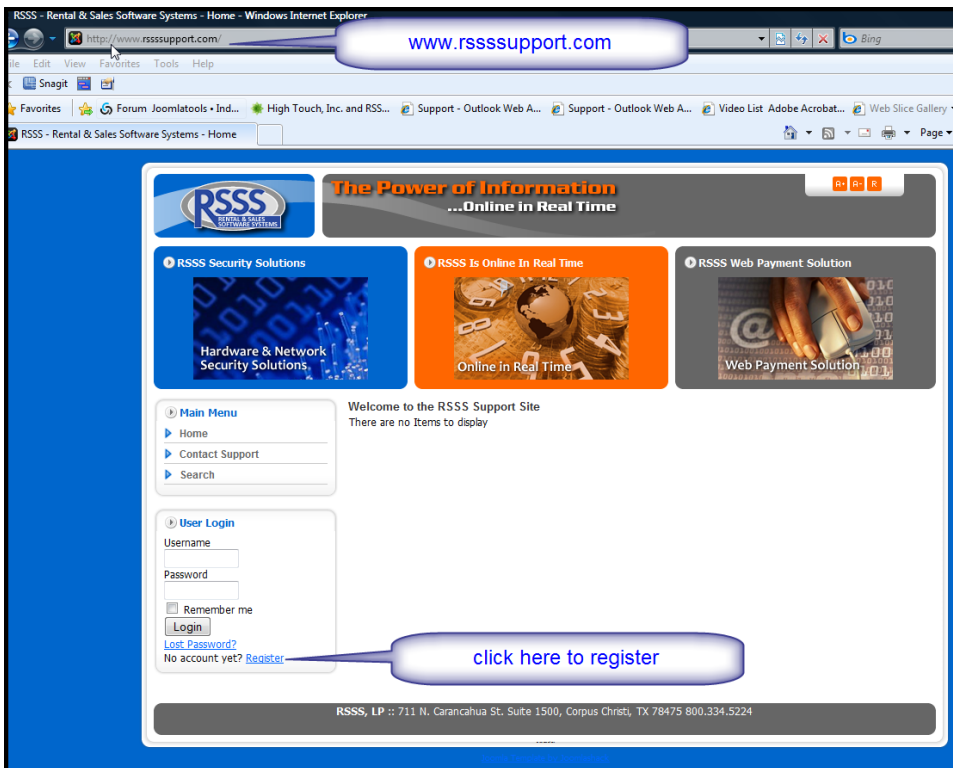 RSSS - Rental & Sales Software Systems - Home - Windows Internet Explorer
http://www.rssssupport.com/
www.rssssupport.com
Bing
File Edit View Favorites Tools Help
Snagit
Favorites
Forum Joomlatools • Ind...
High Touch, Inc. and RSS...
Support - Outlook Web A...
Support - Outlook Web A...
Video List Adobe Acrobat...
Web Slice Gallery
RSSS - Rental & Sales Software Systems - Home
Page
RSSS
RENTAL & SALES
SOFTWARE SYSTEMS
The Power of Information
...Online in Real Time
A+ A- R
RSSS Security Solutions
Hardware & Network
Security Solutions
RSSS Is Online In Real Time
Online in Real Time
RSSS Web Payment Solution
Web Payment Solution
Main Menu
Home
Contact Support
Search
Welcome to the RSSS Support Site
There are no Items to display
User Login
Username
Password
Remember me
Login
Lost Password?
No account yet? Register
click here to register
RSSS, LP :: 711 N. Carancahua St. Suite 1500, Corpus Christi, TX 78475 800.334.5224